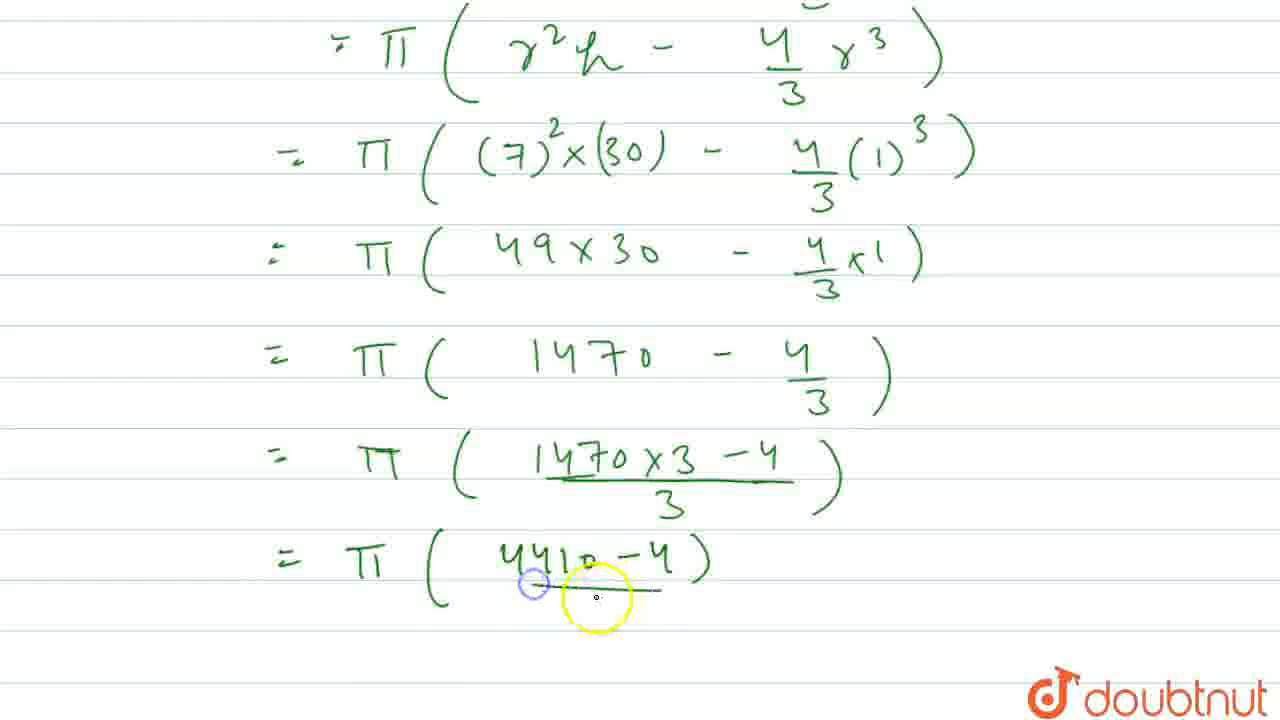 = π ( r²h - 4/3 r³ )
= π ( (7)² × (30) - 4/3 (1)³ )
= π ( 49 × 30 - 4/3 × 1 )
= π ( 1470 - 4/3 )
= π ( (1470 × 3 - 4)/3 )
= π ( 4410 - 4 )
doubtnut